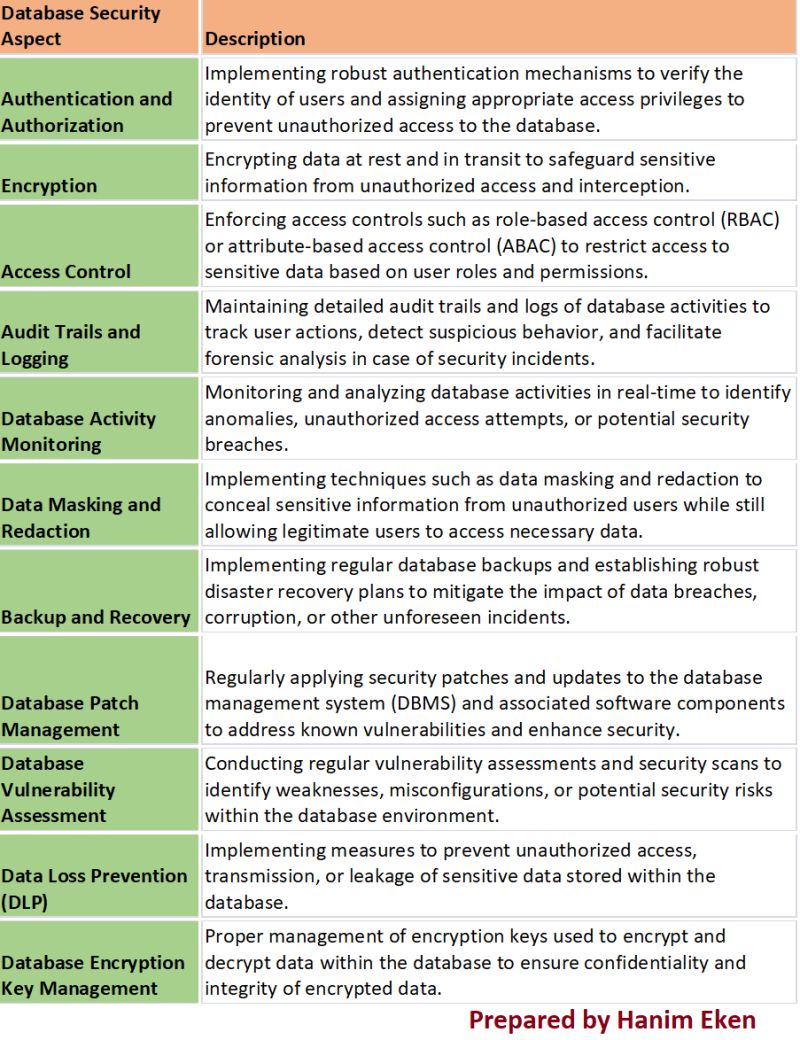 Database Security
Aspect
Description
Authentication and
Authorization
Implementing robust authentication mechanisms to verify the
identity of users and assigning appropriate access privileges to
prevent unauthorized access to the database.
Encryption
Encrypting data at rest and in transit to safeguard sensitive
information from unauthorized access and interception.
Access Control
Enforcing access controls such as role-based access control (RBAC)
or attribute-based access control (ABAC) to restrict access to
sensitive data based on user roles and permissions.
Audit Trails and
Logging
Maintaining detailed audit trails and logs of database activities to
track user actions, detect suspicious behavior, and facilitate
forensic analysis in case of security incidents.
Database Activity
Monitoring
Monitoring and analyzing database activities in real-time to identify
anomalies, unauthorized access attempts, or potential security
breaches.
Data Masking and
Redaction
Implementing techniques such as data masking and redaction to
conceal sensitive information from unauthorized users while still
allowing legitimate users to access necessary data.
Backup and Recovery
Implementing regular database backups and establishing robust
disaster recovery plans to mitigate the impact of data breaches,
corruption, or other unforeseen incidents.
Database Patch
Management
Regularly applying security patches and updates to the database
management system (DBMS) and associated software components
to address known vulnerabilities and enhance security.
Database
Vulnerability
Assessment
Conducting regular vulnerability assessments and security scans to
identify weaknesses, misconfigurations, or potential security risks
within the database environment.
Data Loss Prevention
(DLP)
Implementing measures to prevent unauthorized access,
transmission, or leakage of sensitive data stored within the
database.
Database Encryption
Key Management
Proper management of encryption keys used to encrypt and
decrypt data within the database to ensure confidentiality and
integrity of encrypted data.
Prepared by Hanim Eken